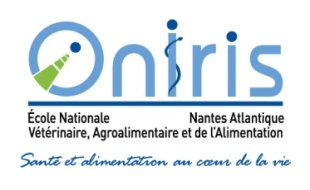 Oniris
École Nationale Nantes Atlantique
Vétérinaire, Agroalimentaire et de l'Alimentation
Santé et alimentation au cœur de la vie